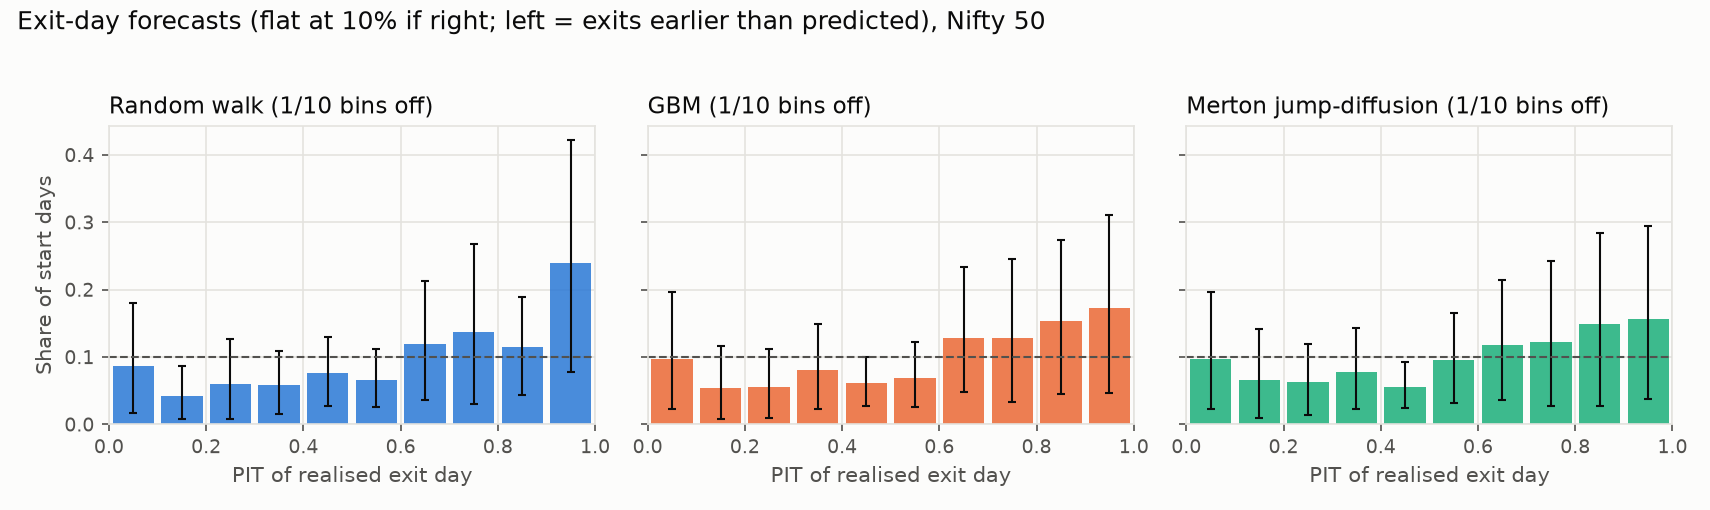 Exit-day forecasts (flat at 10% if right; left = exits earlier than predicted), Nifty 50
Random walk (1/10 bins off)
GBM (1/10 bins off)
Merton jump-diffusion (1/10 bins off)
Share of start days
0.4
0.3
0.2
0.1
0.0
0.0 0.2 0.4 0.6 0.8 1.0
0.0 0.2 0.4 0.6 0.8 1.0
0.0 0.2 0.4 0.6 0.8 1.0
PIT of realised exit day
PIT of realised exit day
PIT of realised exit day